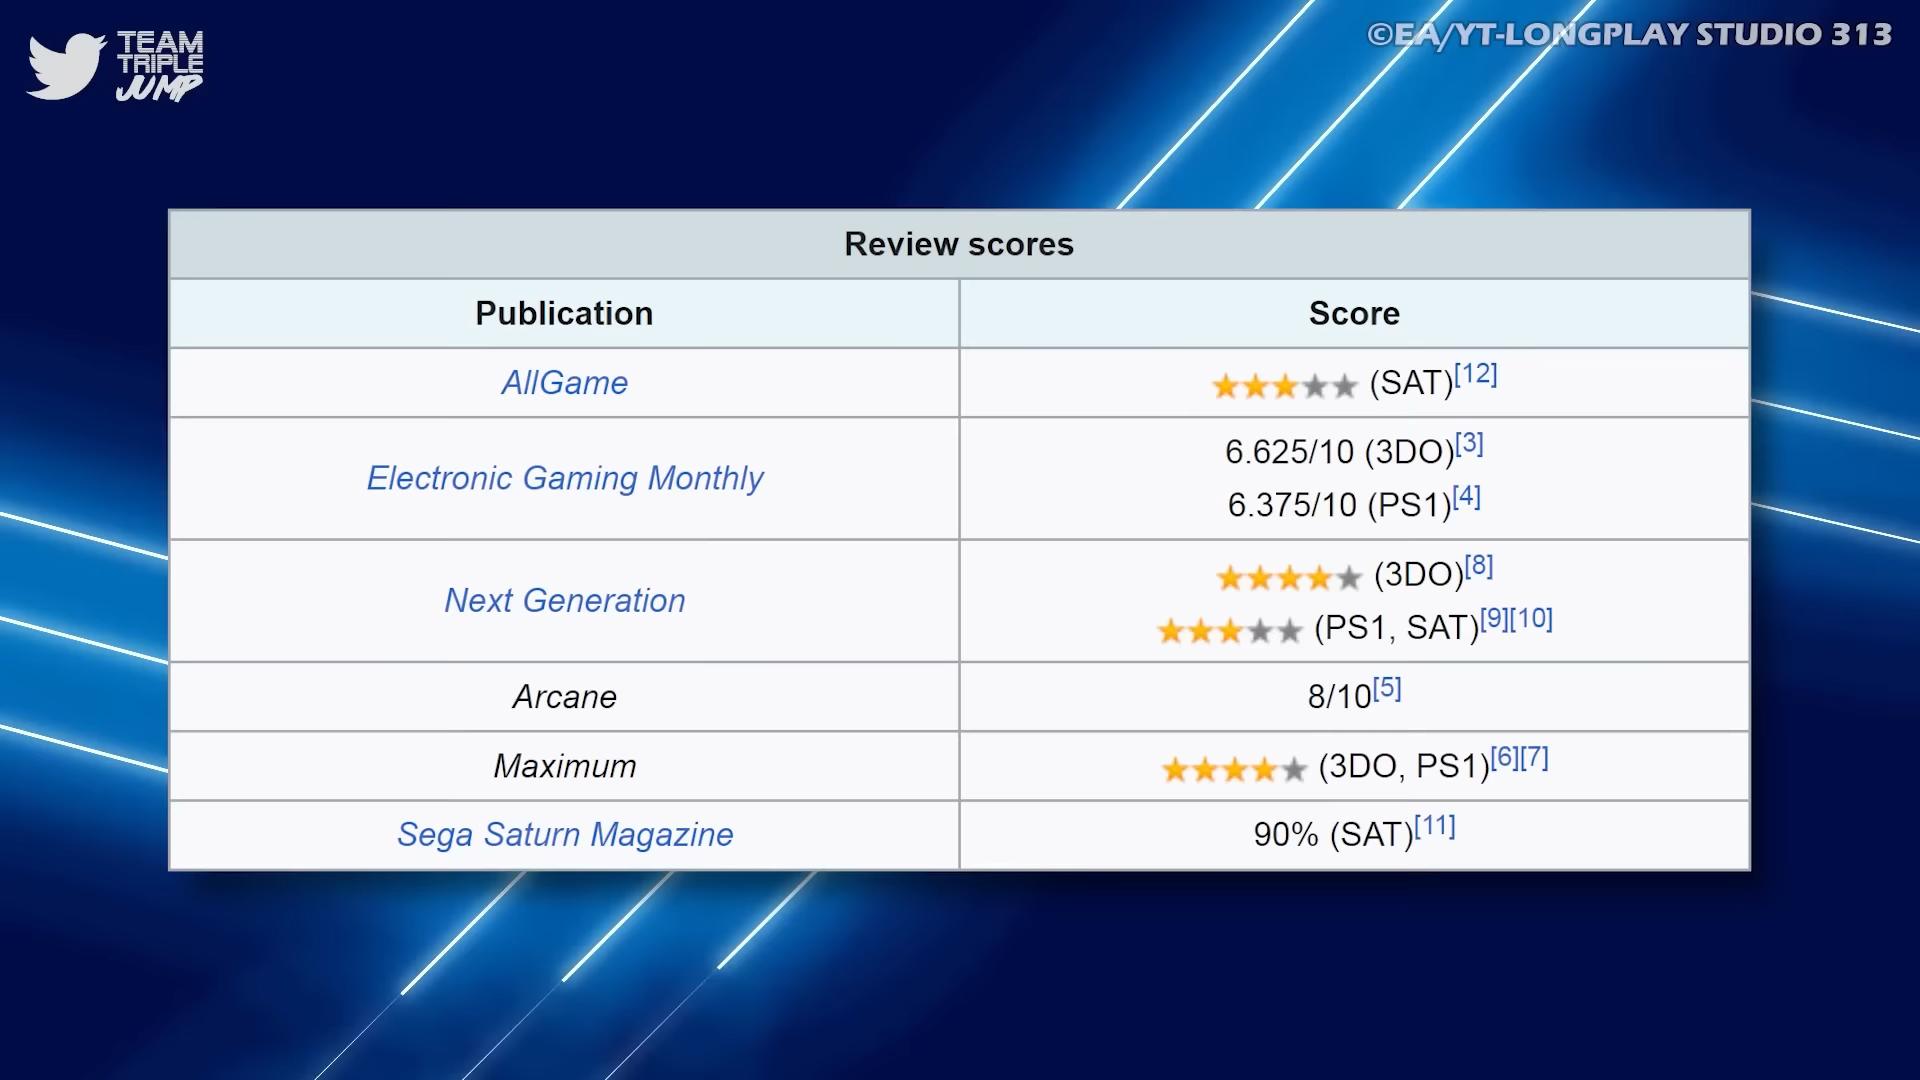 TEAM
TRIPLE
JUMP
©EA/YT-LONGPLAY STUDIO 313
Review scores
Publication Score
AllGame ★★★★★ (SAT)[12]
Electronic Gaming Monthly 6.625/10 (3DO)[3]
6.375/10 (PS1)[4]
Next Generation ★★★★★ (3DO)[8]
★★★★★ (PS1, SAT)[9][10]
Arcane 8/10[5]
Maximum ★★★★★ (3DO, PS1)[6][7]
Sega Saturn Magazine 90% (SAT)[11]